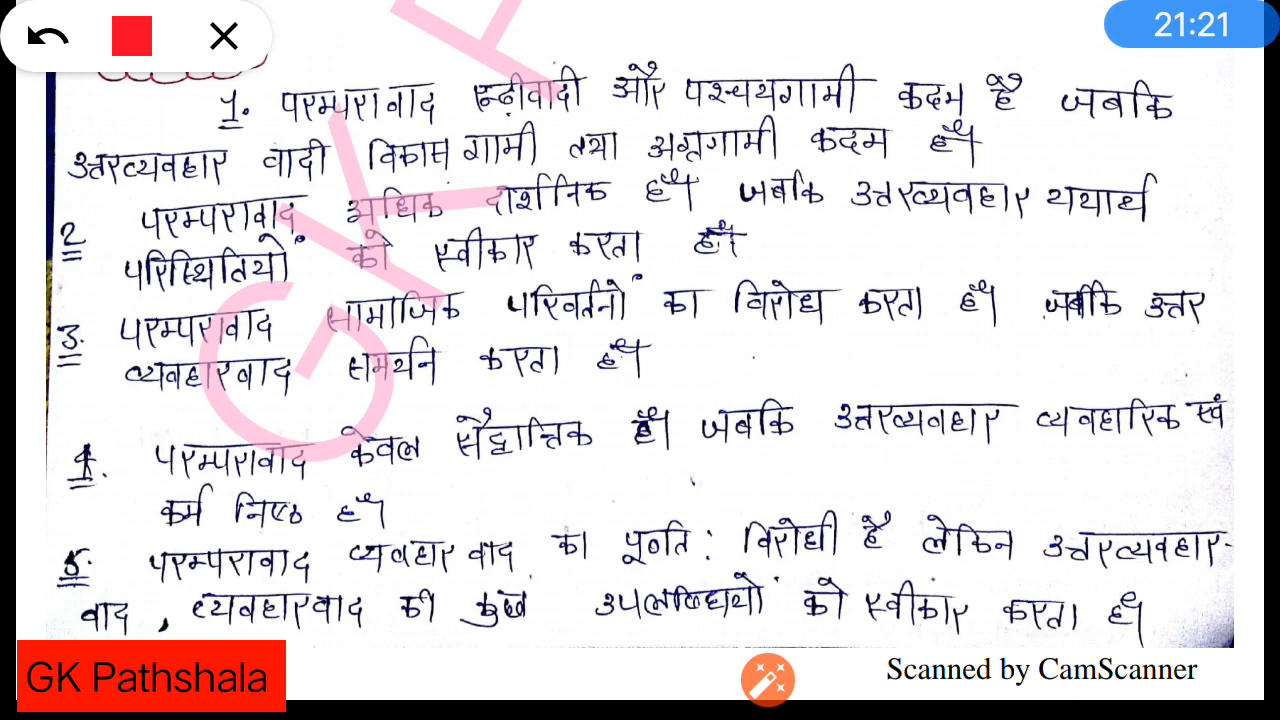 21:21
1. परम्परावाद रूढ़ीवादी और पश्चयगामी कदम है जबकि
उत्तरव्यवहार वादी विकास गामी तथा अग्रगामी कदम है।
2 परम्परावाद अधिक दार्शनिक है। जबकि उत्तरव्यवहार यथार्थ
परिस्थितियों को स्वीकार करता है।
3. परम्परावाद सामाजिक परिवर्तनों का विरोध करता है। जबकि उत्तर
व्यवहारवाद समर्थन करता है।
4. परम्परावाद केवल सैद्धान्तिक है। जबकि उत्तरव्यवहार व्यवहारिक एवं
कर्म निष्ठ है।
5. परम्परावाद व्यवहार वाद का पूर्णति: विरोधी है लेकिन उत्तरव्यवहार-
वाद , व्यवहारवाद की कुछ उपलब्धियों को स्वीकार करता है।
GK Pathshala
Scanned by CamScanner